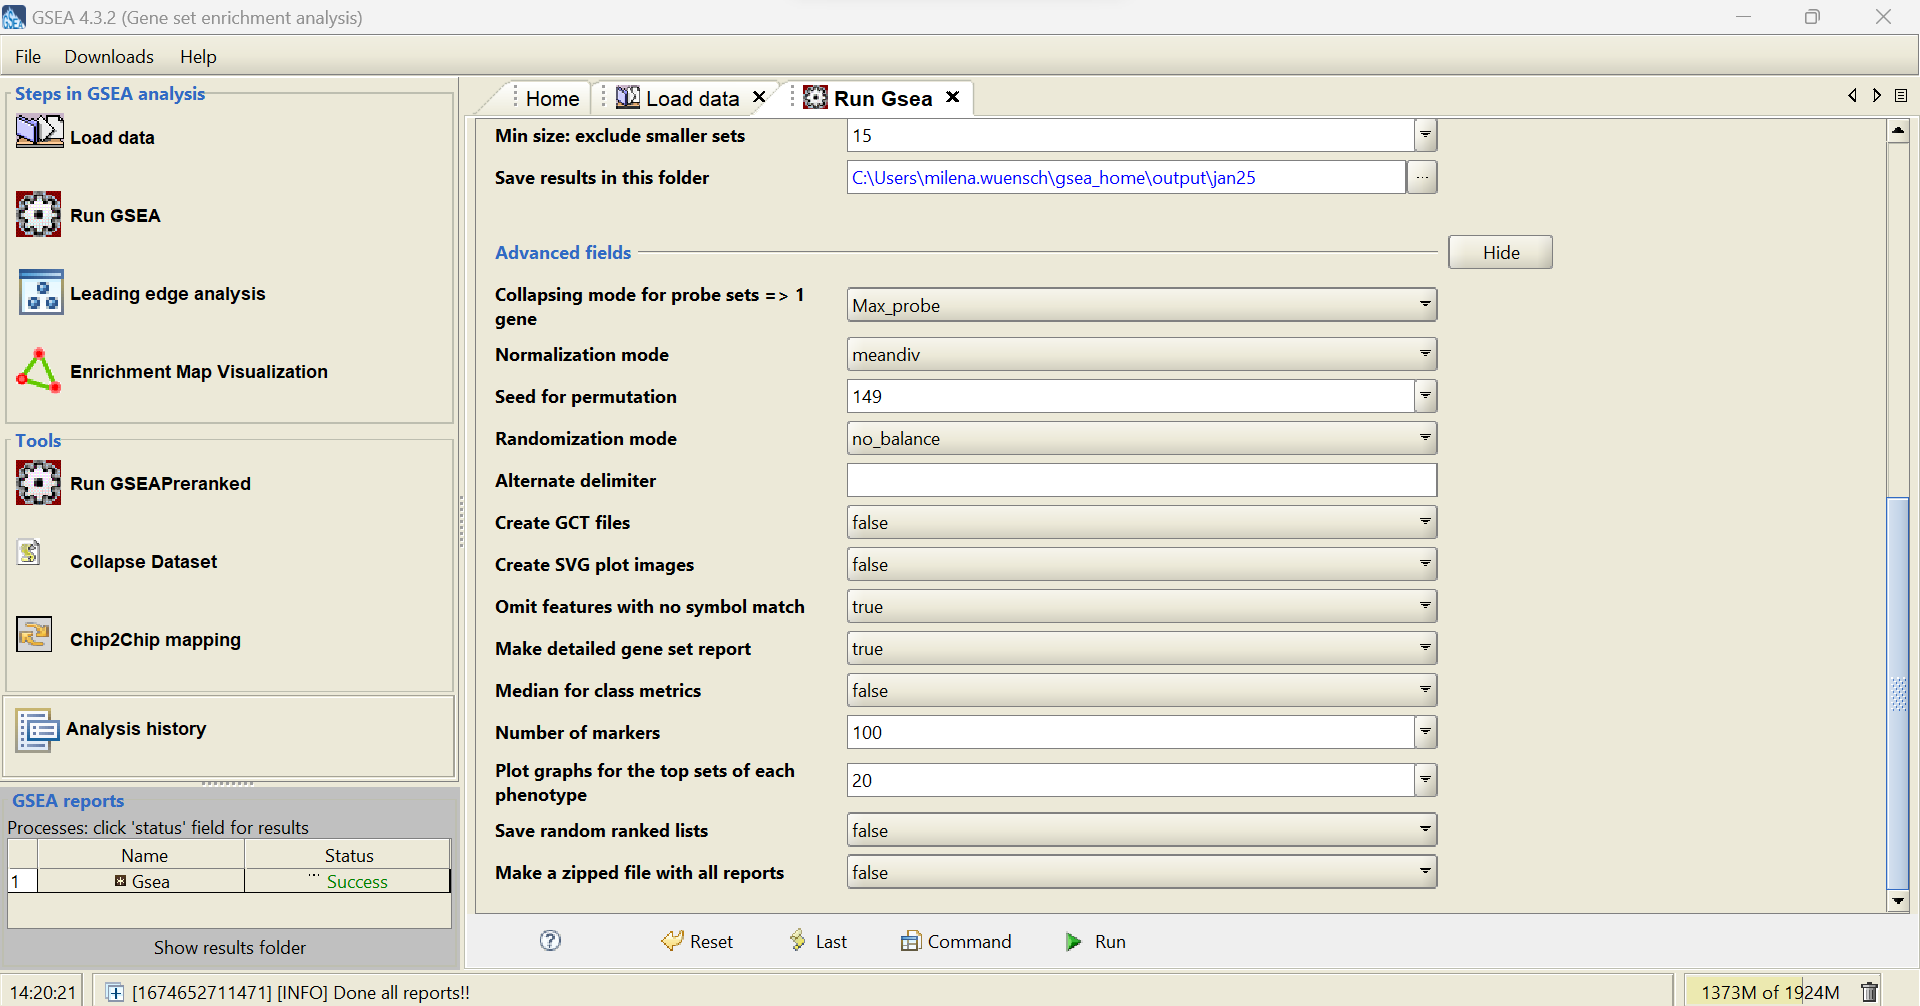 GSEA 4.3.2 (Gene set enrichment analysis)
File Downloads Help
Steps in GSEA analysis
Load data
Run GSEA
Leading edge analysis
Enrichment Map Visualization
Tools
Run GSEAPreranked
Collapse Dataset
Chip2Chip mapping
Analysis history
GSEA reports
Processes: click 'status' field for results
Name Status
1 Gsea ... Success
Show results folder
Home Load data Run Gsea
Min size: exclude smaller sets 15
Save results in this folder C:\Users\milena.wuensch\gsea_home\output\jan25 ...
Advanced fields Hide
Collapsing mode for probe sets => 1
gene Max_probe
Normalization mode meandiv
Seed for permutation 149
Randomization mode no_balance
Alternate delimiter
Create GCT files false
Create SVG plot images false
Omit features with no symbol match true
Make detailed gene set report true
Median for class metrics false
Number of markers 100
Plot graphs for the top sets of each
phenotype 20
Save random ranked lists false
Make a zipped file with all reports false
? Reset Last Command Run
14:20:21 [1674652711471] [INFO] Done all reports!! 1373M of 1924M